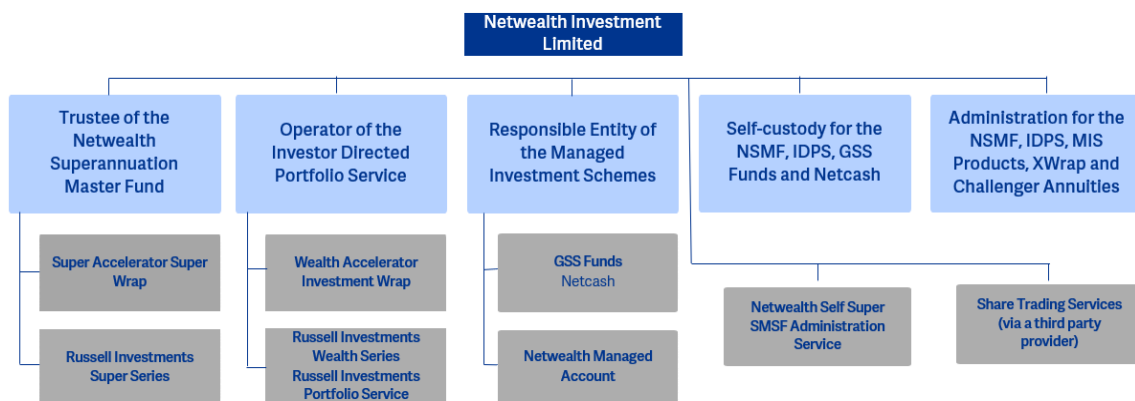 Netwealth Investment
Limited
Trustee of the
Netwealth
Superannuation
Master Fund
Operator of the
Investor Directed
Portfolio Service
Responsible Entity of
the Managed
Investment Schemes
Self-custody for the
NSMF, IDPS, GSS
Funds and Netcash
Administration for the
NSMF, IDPS, MIS
Products, XWrap and
Challenger Annuities
Super Accelerator Super
Wrap
Wealth Accelerator
Investment Wrap
GSS Funds
Netcash
Netwealth Self Super
SMSF Administration
Service
Share Trading Services
(via a third party
provider)
Russell Investments
Super Series
Russell Investments
Wealth Series
Russell Investments
Portfolio Service
Netwealth Managed
Account